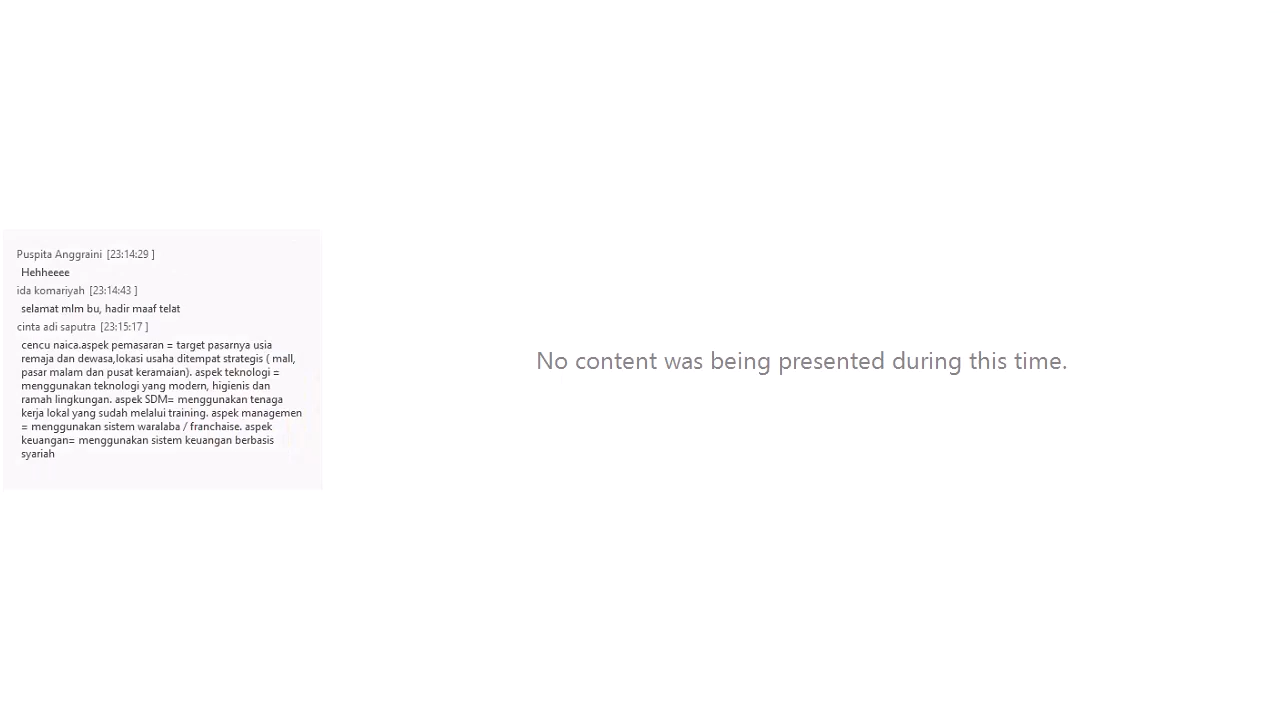 Puspita Anggraini [23:14:29 ]
Hehheeee
ida komariyah [23:14:43 ]
selamat mlm bu, hadir maaf telat
cinta adi saputra [23:15:17 ]
cencu naica.aspek pemasaran = target pasarnya usia
remaja dan dewasa,lokasi usaha ditempat strategis ( mall,
pasar malam dan pusat keramaian). aspek teknologi =
menggunakan teknologi yang modern, higienis dan
ramah lingkungan. aspek SDM= menggunakan tenaga
kerja lokal yang sudah melalui training. aspek managemen
= menggunakan sistem waralaba / franchaise. aspek
keuangan= menggunakan sistem keuangan berbasis
syariah
No content was being presented during this time.